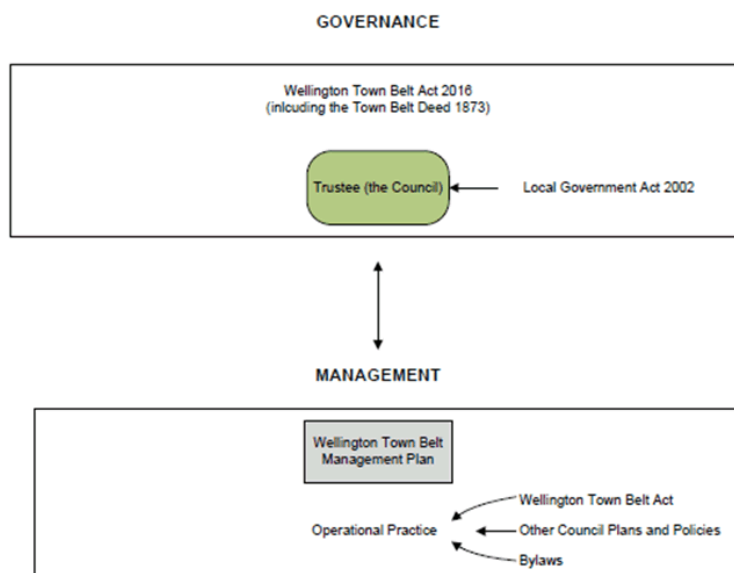 GOVERNANCE
Wellington Town Belt Act 2016
(inlcuding the Town Belt Deed 1873)
Trustee (the Council)
Local Government Act 2002
MANAGEMENT
Wellington Town Belt
Management Plan
Wellington Town Belt Act
Operational Practice
Other Council Plans and Policies
Bylaws